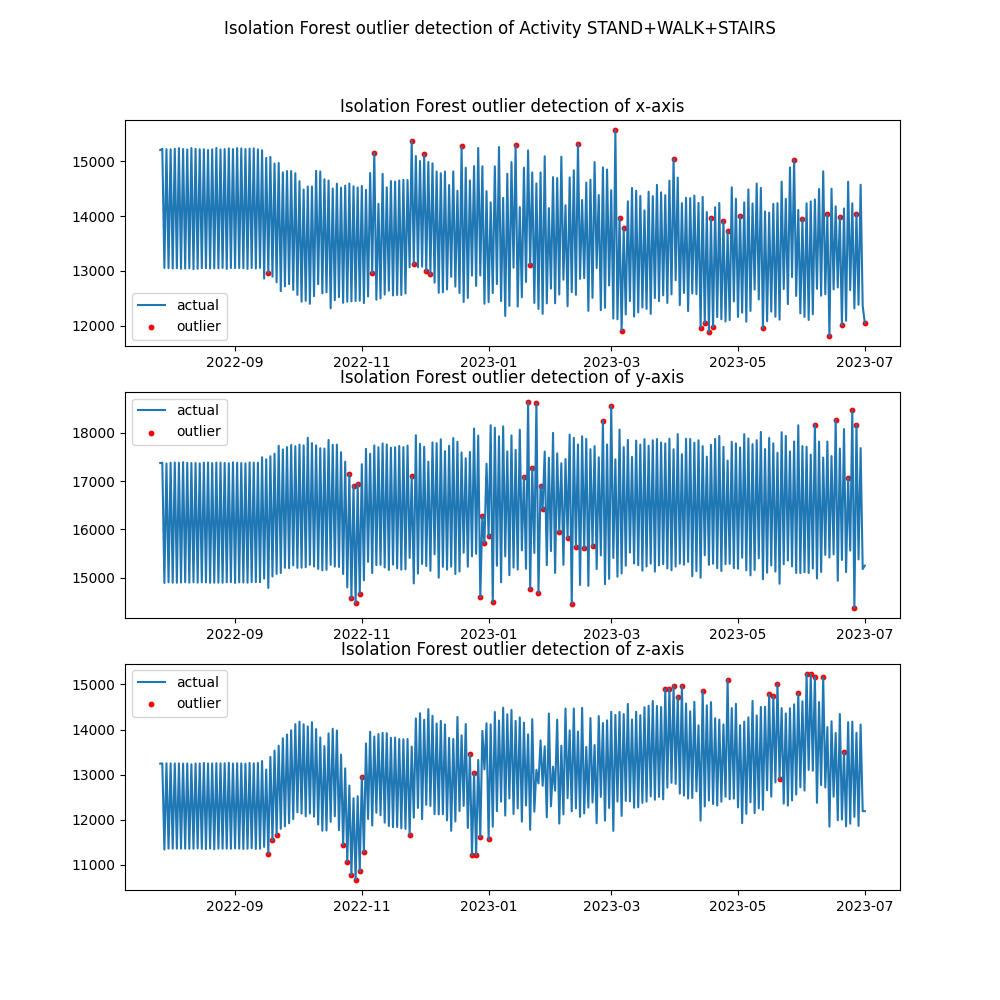 Isolation Forest outlier detection of Activity STAND+WALK+STAIRS
Isolation Forest outlier detection of x-axis
15000
14000
13000
12000
actual
outlier
2022-09 2022-11 2023-01 2023-03 2023-05 2023-07
Isolation Forest outlier detection of y-axis
18000
17000
16000
15000
actual
outlier
2022-09 2022-11 2023-01 2023-03 2023-05 2023-07
Isolation Forest outlier detection of z-axis
15000
14000
13000
12000
11000
actual
outlier
2022-09 2022-11 2023-01 2023-03 2023-05 2023-07